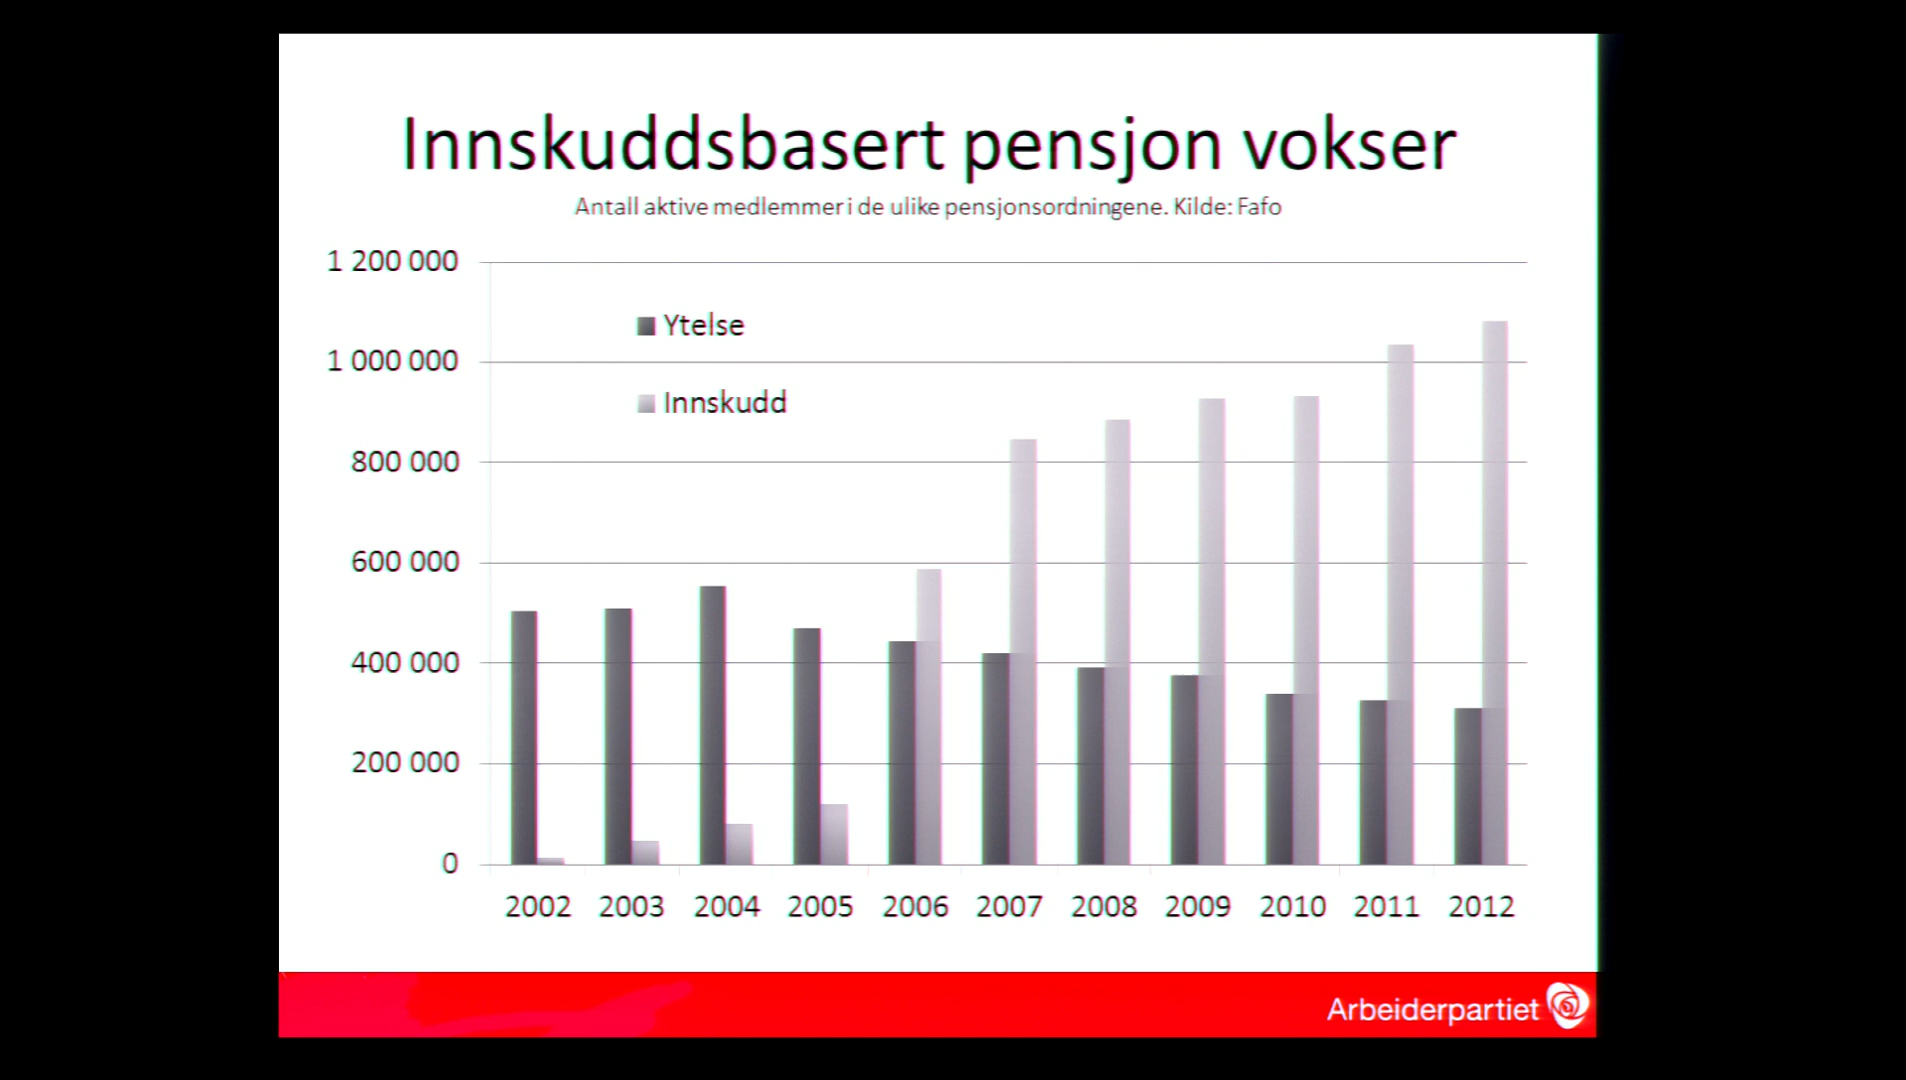 Innskuddsbasert pensjon vokser
Antall aktive medlemmer i de ulike pensjonsordningene. Kilde: Fafo
1 200 000
Ytelse
1 000 000
Innskudd
800 000
600 000
400 000
200 000
0
2002 2003 2004 2005 2006 2007 2008 2009 2010 2011 2012
Arbeiderpartiet